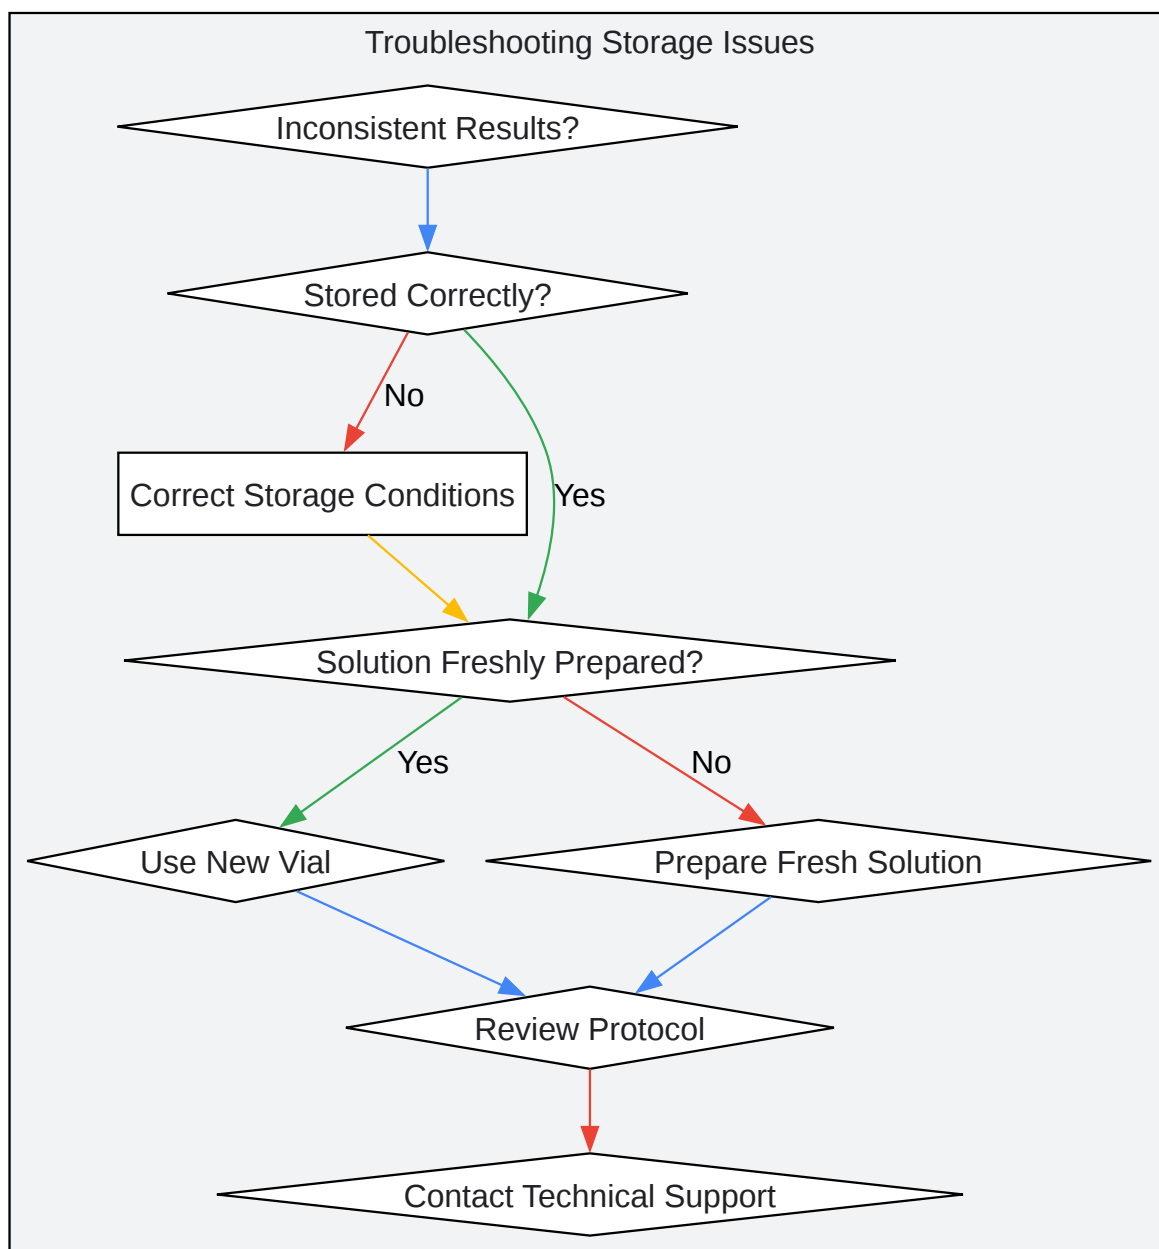 Troubleshooting Storage Issues
Inconsistent Results?
Stored Correctly?
No
Correct Storage Conditions
Yes
Solution Freshly Prepared?
Yes
No
Use New Vial
Prepare Fresh Solution
Review Protocol
Contact Technical Support